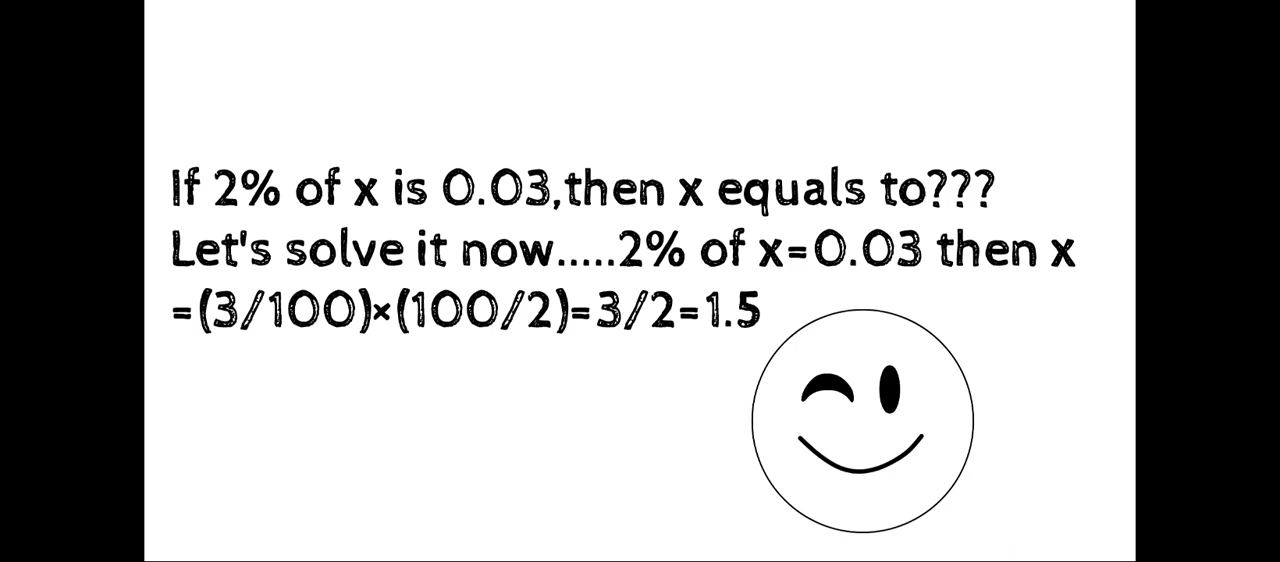 If 2% of x is 0.03,then x equals to???
Let's solve it now.....2% of x=0.03 then x
=(3/100)×(100/2)=3/2=1.5